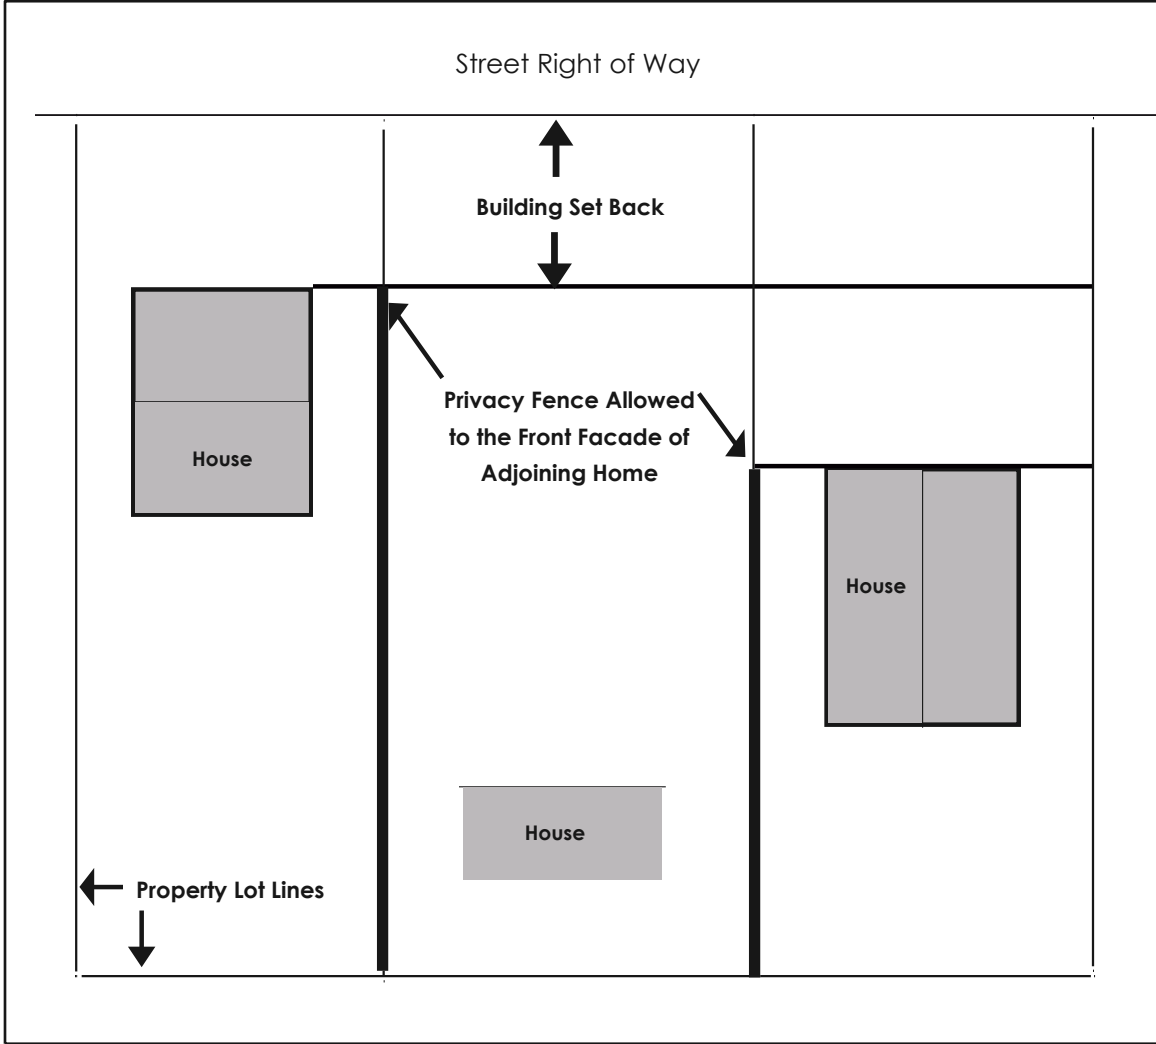 Street Right of Way
Building Set Back
Privacy Fence Allowed
to the Front Facade of
Adjoining Home
House
House
House
Property Lot Lines